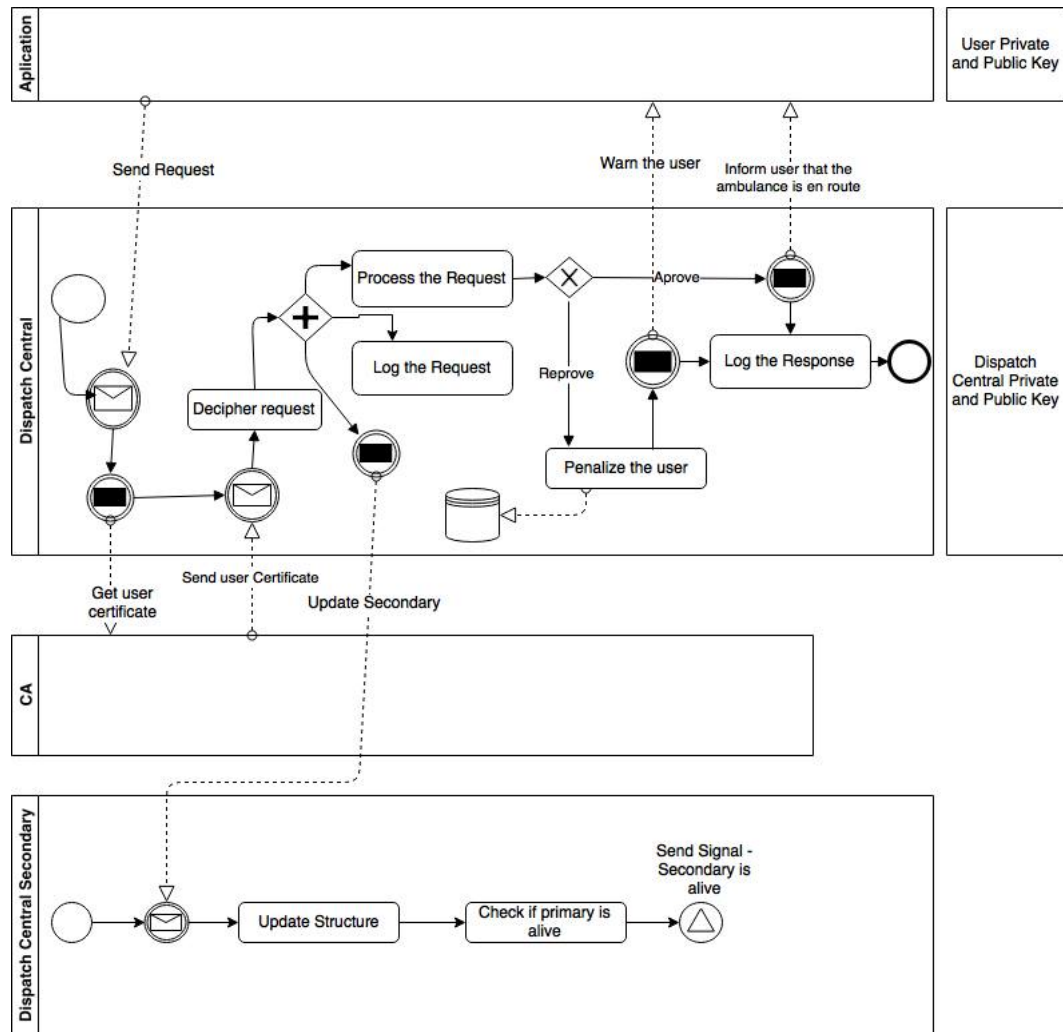 Aplication
User Private
and Public Key
Send Request
Warn the user
Inform user that the
ambulance is en route
Dispatch Central
Process the Request
Aprove
Log the Request
Log the Response
Reprove
Decipher request
Penalize the user
Dispatch
Central Private
and Public Key
Get user
certificate
Send user Certificate
Update Secondary
CA
Dispatch Central Secondary
Send Signal -
Secondary is
alive
Update Structure
Check if primary is
alive